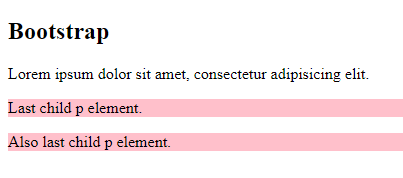 Bootstrap
Lorem ipsum dolor sit amet, consectetur adipisicing elit.
Last child p element.
Also last child p element.